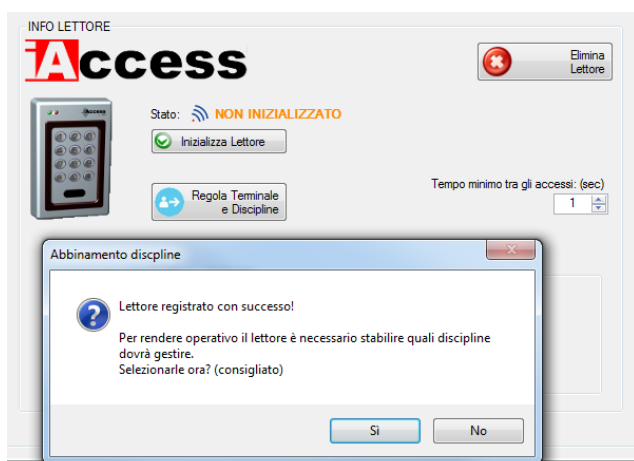 INFO LETTORE
iAccess
Elimina
Lettore
iAccess
Stato: NON INIZIALIZZATO
Inizializza Lettore
Regola Terminale
e Discipline
Tempo minimo tra gli accessi: (sec)
1
Abbinamento discpline
Lettore registrato con successo!
Per rendere operativo il lettore è necessario stabilire quali discipline
dovrà gestire.
Selezionarle ora? (consigliato)
Sì
No